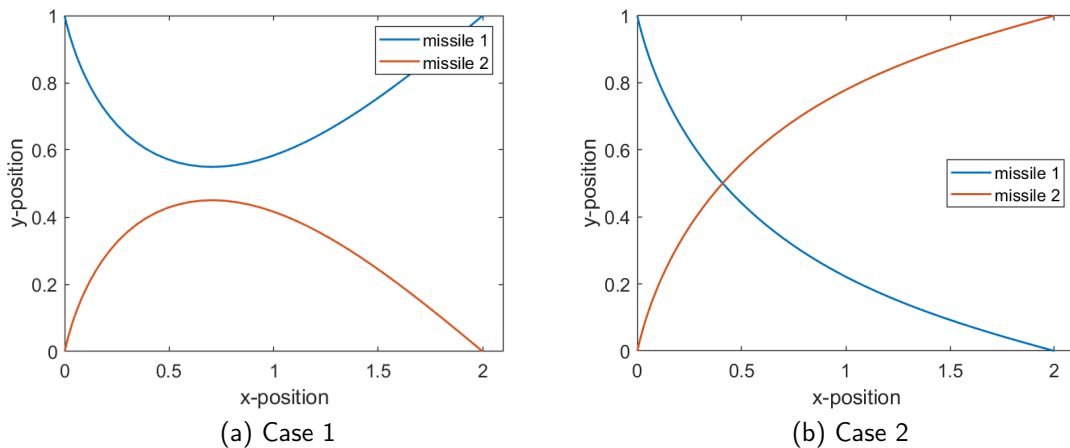 1
0.8
0.6
0.4
0.2
0
y-position
missile 1
missile 2
0
0.5
1
1.5
2
x-position
(a) Case 1
1
0.8
0.6
0.4
0.2
0
y-position
missile 1
missile 2
0
0.5
1
1.5
2
x-position
(b) Case 2